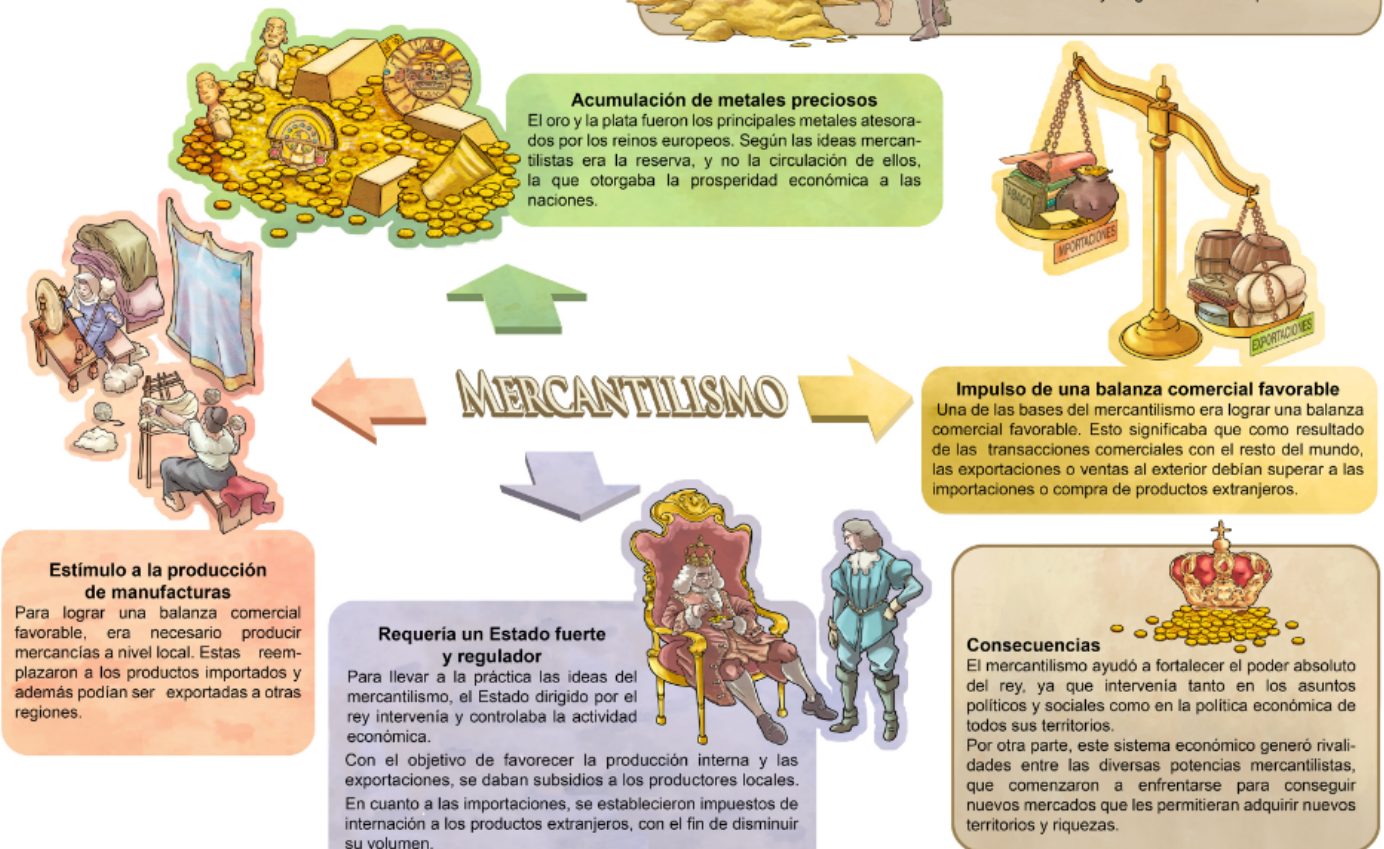 Acumulación de metales preciosos
El oro y la plata fueron los principales metales atesora-
dos por los reinos europeos. Según las ideas mercan-
tilistas era la reserva, y no la circulación de ellos,
la que otorgaba la prosperidad económica a las
naciones.
TABACO
IMPORTACIONES
EXPORTACIONES
MERCANTILISMO
Impulso de una balanza comercial favorable
Una de las bases del mercantilismo era lograr una balanza
comercial favorable. Esto significaba que como resultado
de las transacciones comerciales con el resto del mundo,
las exportaciones o ventas al exterior debían superar a las
importaciones o compra de productos extranjeros.
Estímulo a la producción
de manufacturas
Para lograr una balanza comercial
favorable, era necesario producir
mercancías a nivel local. Estas reem-
plazaron a los productos importados y
además podían ser exportadas a otras
regiones.
Requería un Estado fuerte
y regulador
Para llevar a la práctica las ideas del
mercantilismo, el Estado dirigido por el
rey intervenía y controlaba la actividad
económica.
Con el objetivo de favorecer la producción interna y las
exportaciones, se daban subsidios a los productores locales.
En cuanto a las importaciones, se establecieron impuestos de
internación a los productos extranjeros, con el fin de disminuir
su volumen.
Consecuencias
El mercantilismo ayudó a fortalecer el poder absoluto
del rey, ya que intervenía tanto en los asuntos
políticos y sociales como en la política económica de
todos sus territorios.
Por otra parte, este sistema económico generó rivali-
dades entre las diversas potencias mercantilistas,
que comenzaron a enfrentarse para conseguir
nuevos mercados que les permitieran adquirir nuevos
territorios y riquezas.